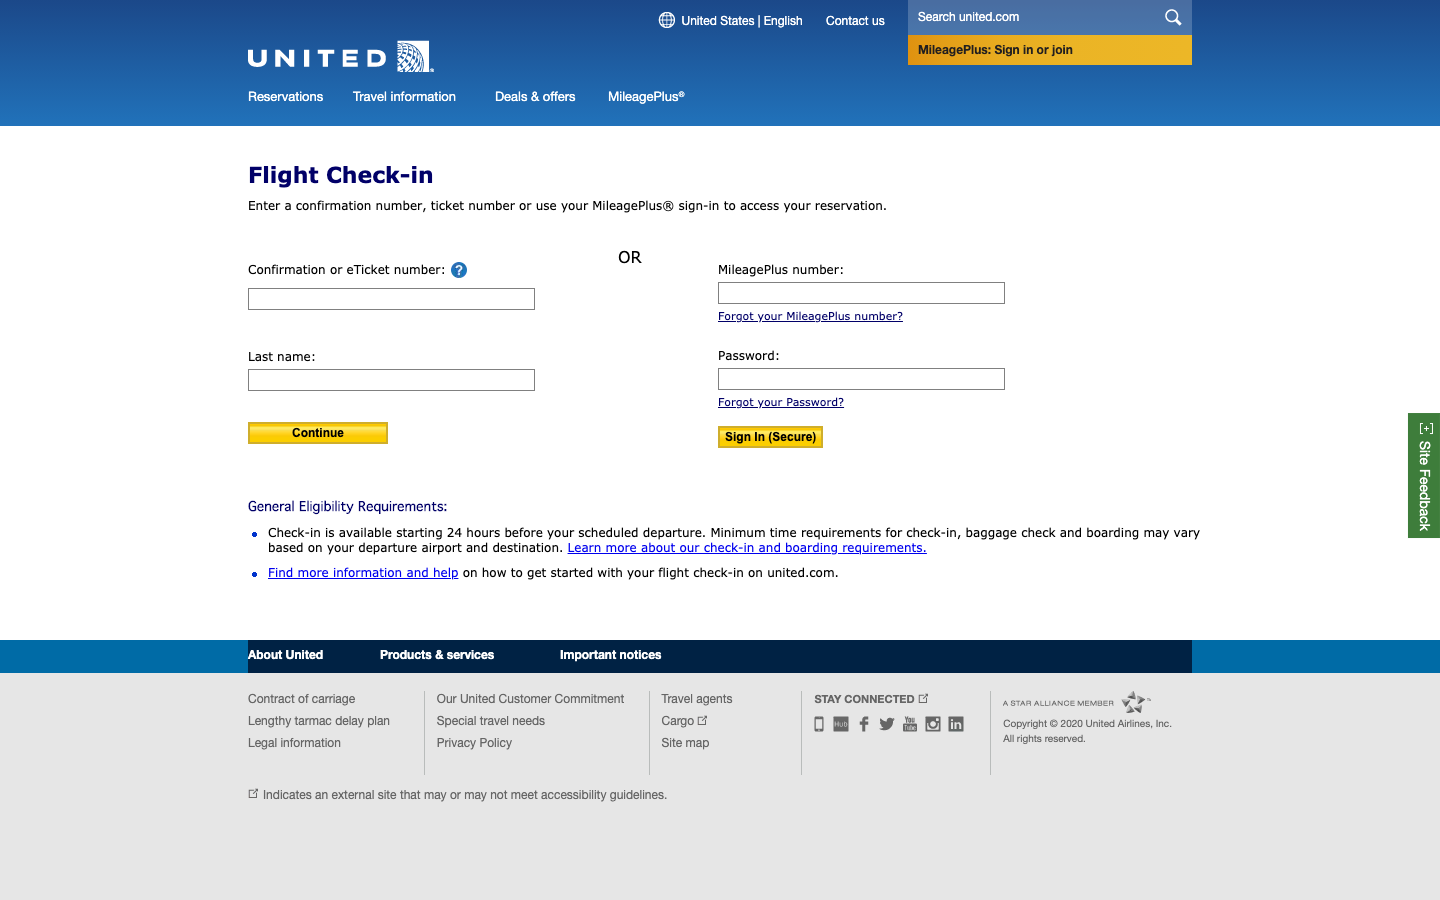 United States | English
Contact us
Search united.com
MileagePlus: Sign in or join
UNITED
Reservations
Travel information
Deals & offers
MileagePlus®
Flight Check-in
Enter a confirmation number, ticket number or use your MileagePlus® sign-in to access your reservation.
OR
Confirmation or eTicket number: ?
Last name:
Continue
MileagePlus number:
Forgot your MileagePlus number?
Password:
Forgot your Password?
Sign In (Secure)
[+] Site Feedback
General Eligibility Requirements:
Check-in is available starting 24 hours before your scheduled departure. Minimum time requirements for check-in, baggage check and boarding may vary
based on your departure airport and destination. Learn more about our check-in and boarding requirements.
Find more information and help on how to get started with your flight check-in on united.com.
About United
Products & services
Important notices
Contract of carriage
Lengthy tarmac delay plan
Legal information
Our United Customer Commitment
Special travel needs
Privacy Policy
Travel agents
Cargo
Site map
STAY CONNECTED
Hub
You
Tube
in
A STAR ALLIANCE MEMBER
Copyright © 2020 United Airlines, Inc.
All rights reserved.
Indicates an external site that may or may not meet accessibility guidelines.